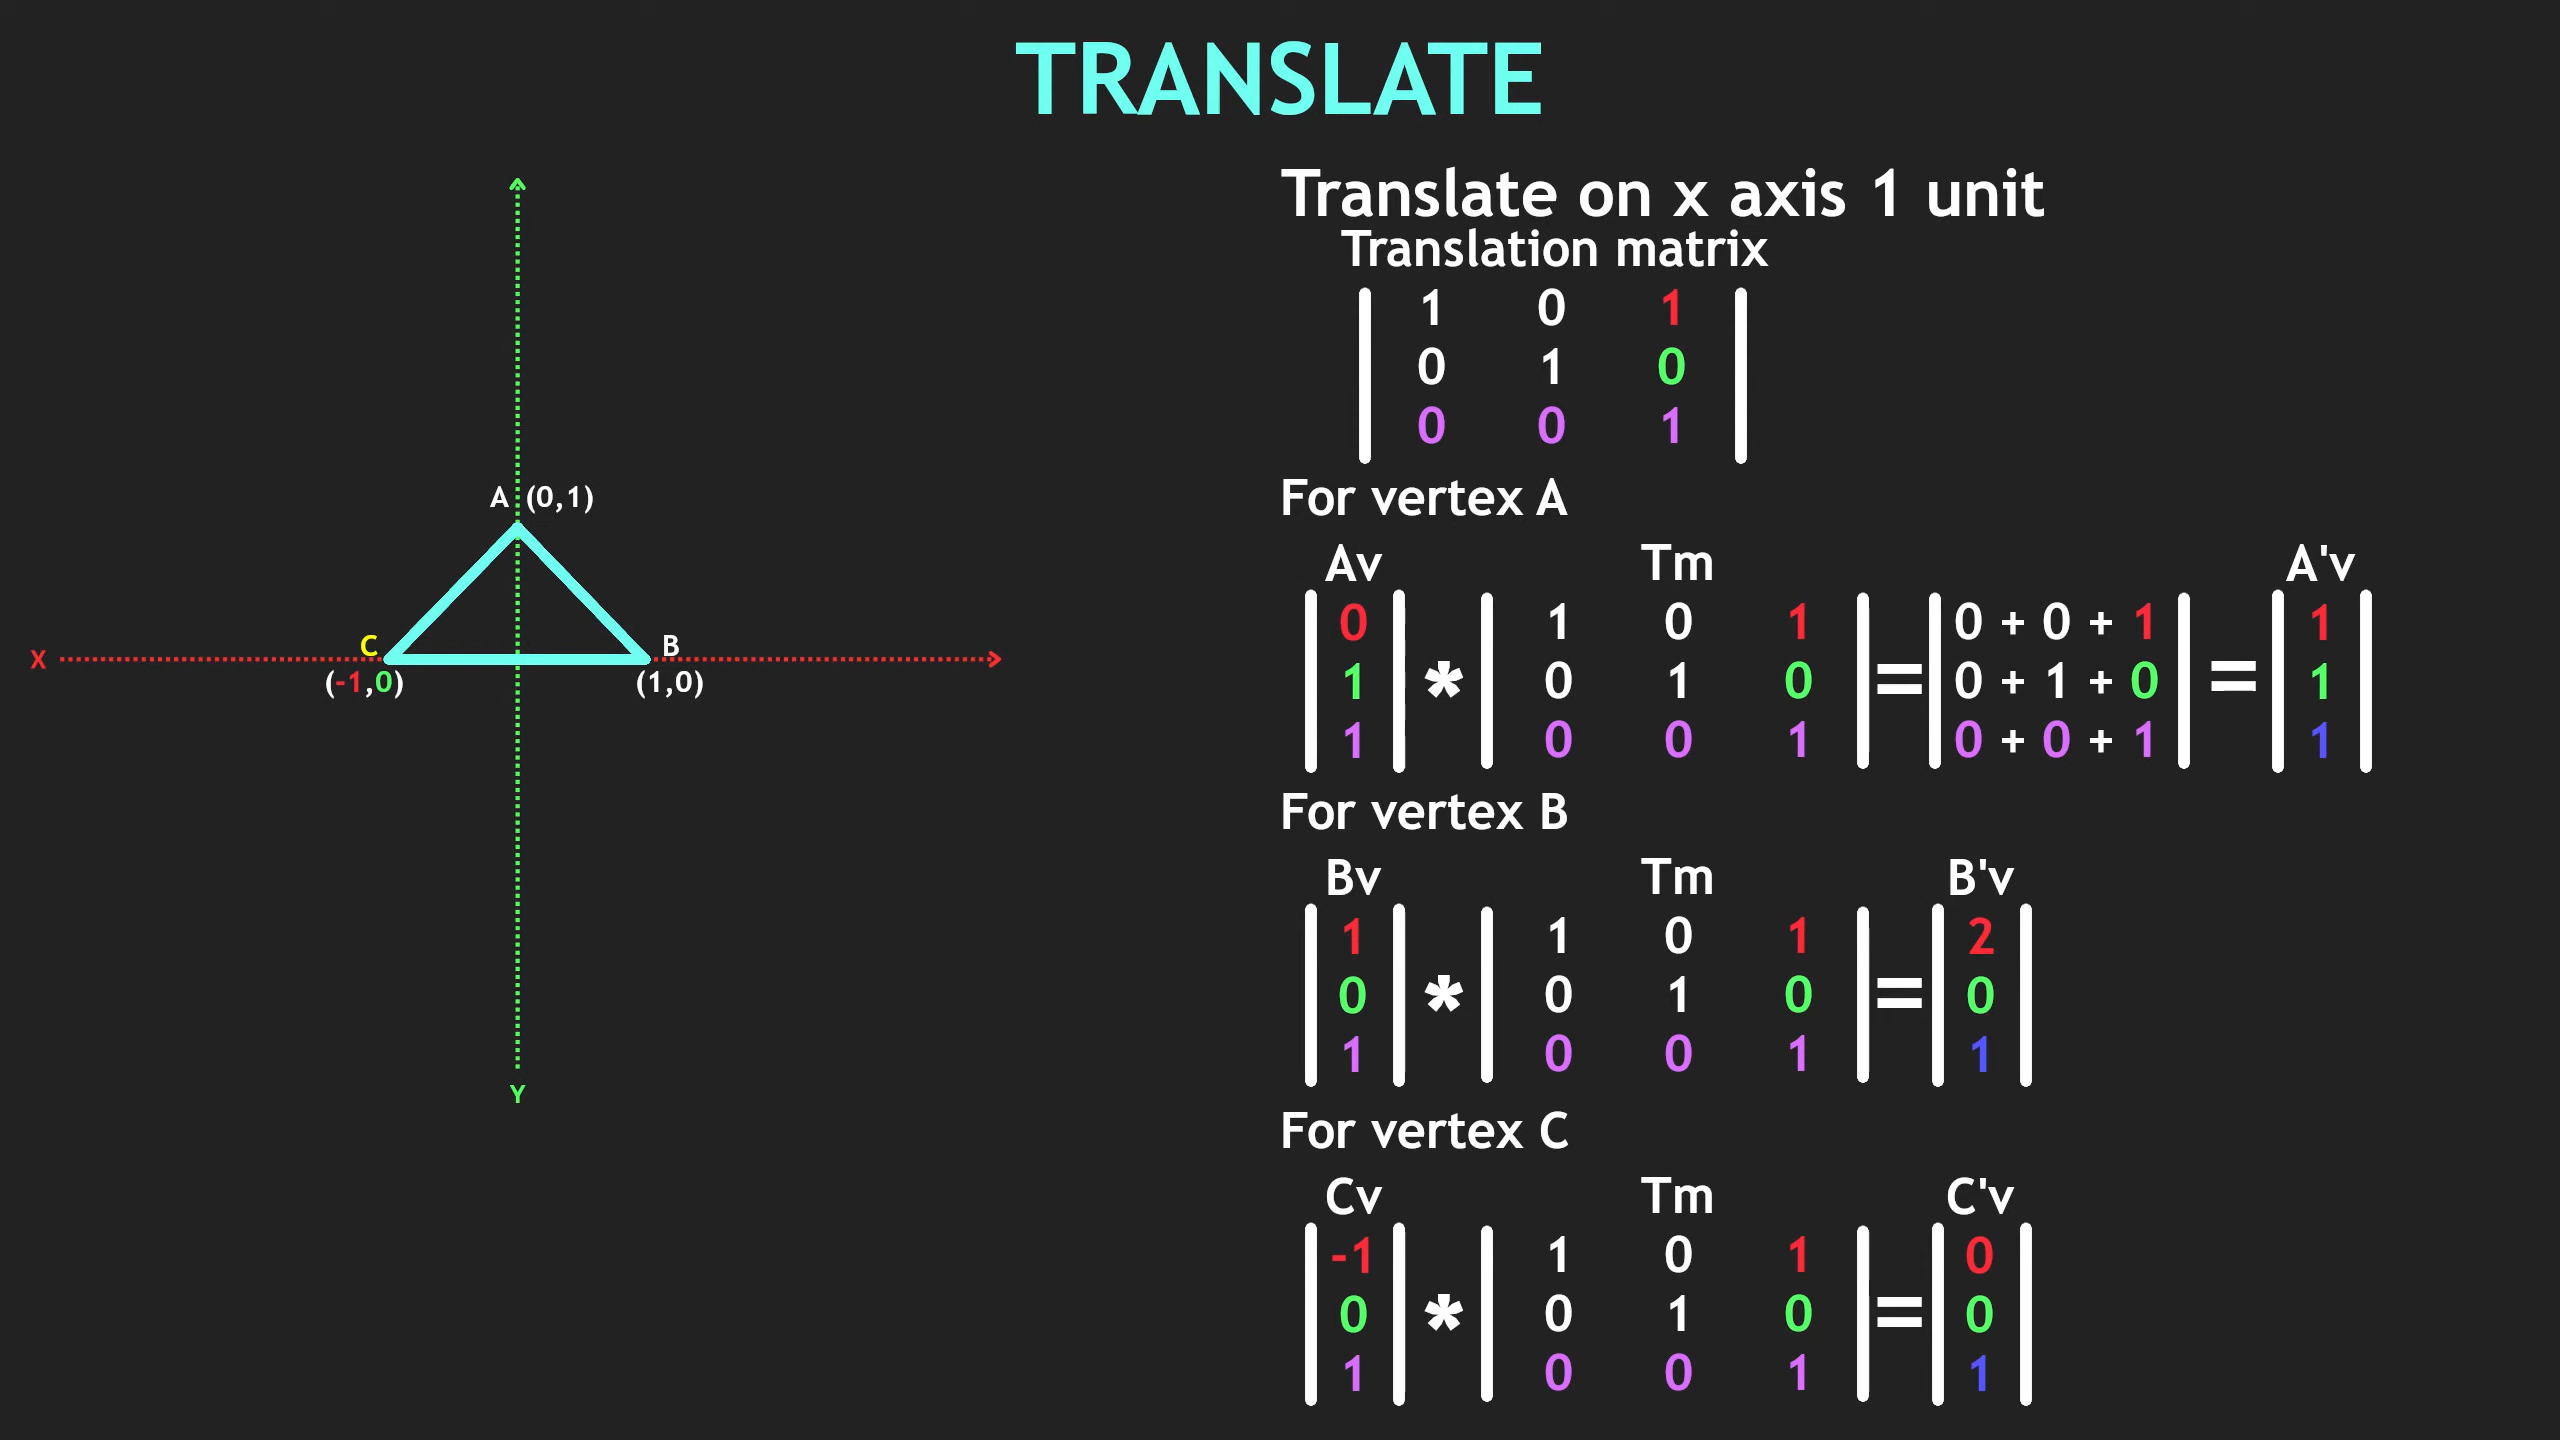 TRANSLATE
Translate on x axis 1 unit
Translation matrix
1 0 1
0 1 0
0 0 1
A (0,1)
C B
X
(-1,0) (1,0)
Y
For vertex A
Av Tm A'v
0 1 0 1 0 + 0 + 1 1
1 * 0 1 0 = 0 + 1 + 0 = 1
1 0 0 1 0 + 0 + 1 1
For vertex B
Bv Tm B'v
1 1 0 1 2
0 * 0 1 0 = 0
1 0 0 1 1
For vertex C
Cv Tm C'v
-1 1 0 1 0
0 * 0 1 0 = 0
1 0 0 1 1